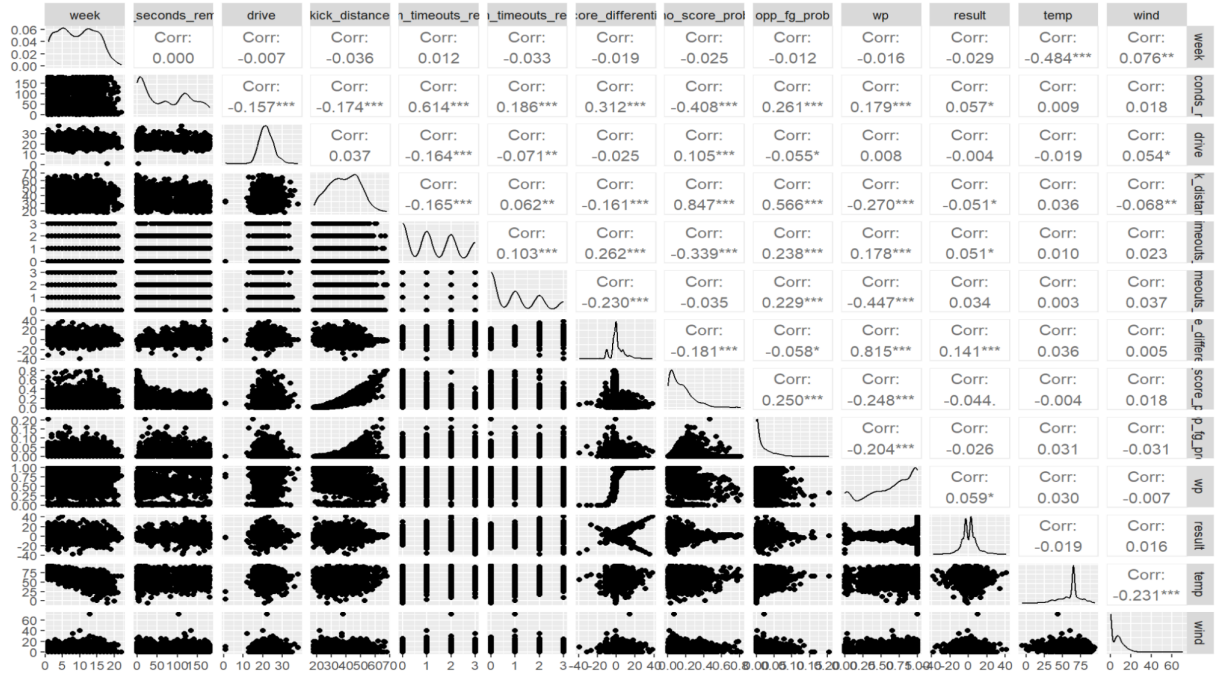 week _seconds_rem drive kick_distance n_timeouts_re n_timeouts_re core_differenti no_score_prob opp_fg_prob wp result temp wind
0.06 0.04 0.02 0.00 Corr: 0.000 Corr: -0.007 Corr: -0.036 Corr: 0.012 Corr: -0.033 Corr: -0.019 Corr: -0.025 Corr: -0.012 Corr: -0.016 Corr: -0.029 Corr: -0.484*** Corr: 0.076** week
150 100 50 0 Corr: -0.157*** Corr: -0.174*** Corr: 0.614*** Corr: 0.186*** Corr: 0.312*** Corr: -0.408*** Corr: 0.261*** Corr: 0.179*** Corr: 0.057* Corr: 0.009 Corr: 0.018 conds_r
30 20 10 Corr: 0.037 Corr: -0.164*** Corr: -0.071** Corr: -0.025 Corr: 0.105*** Corr: -0.055* Corr: 0.008 Corr: -0.004 Corr: -0.019 Corr: 0.054* drive
70 60 50 40 30 20 Corr: -0.165*** Corr: 0.062** Corr: -0.161*** Corr: 0.847*** Corr: 0.566*** Corr: -0.270*** Corr: -0.051* Corr: 0.036 Corr: -0.068** k_distan
3 2 1 0 Corr: 0.103*** Corr: 0.262*** Corr: -0.339*** Corr: 0.238*** Corr: 0.178*** Corr: 0.051* Corr: 0.010 Corr: 0.023 imeouts_
3 2 1 0 Corr: -0.230*** Corr: -0.035 Corr: 0.229*** Corr: -0.447*** Corr: 0.034 Corr: 0.003 Corr: 0.037 meouts_
40 20 0 -20 -40 Corr: -0.181*** Corr: -0.058* Corr: 0.815*** Corr: 0.141*** Corr: 0.036 Corr: 0.005 e_differe
0.8 0.6 0.4 0.2 0.0 Corr: 0.250*** Corr: -0.248*** Corr: -0.044. Corr: -0.004 Corr: 0.018 score_p
0.20 0.15 0.10 0.05 0.00 Corr: -0.204*** Corr: -0.026 Corr: 0.031 Corr: -0.031 p_fg_pr
1.00 0.75 0.50 0.25 0.00 Corr: 0.059* Corr: 0.030 Corr: -0.007 wp
40 20 0 -20 -40 Corr: -0.019 Corr: 0.016 result
75 50 25 0 Corr: -0.231*** temp
60 40 20 0 wind
0 5 10 15 20 0 50 100 150 0 10 20 30 20 30 40 50 60 70 0 1 2 3 0 1 2 3 -40 -20 0 20 40 0.0 0.2 0.4 0.6 0.8 0.00 0.05 0.10 0.15 0.20 0.00 0.25 0.50 0.75 1.00 -40 -20 0 20 40 0 25 50 75 0 20 40 60